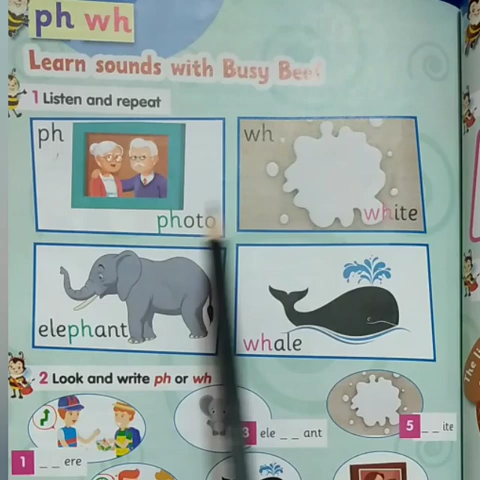 ph wh
Learn sounds with Busy Bee!
1 Listen and repeat
ph
photo
wh
white
elephant
whale
2 Look and write ph or wh
1 _ _ ere
3 ele _ _ ant
5 _ _ ite